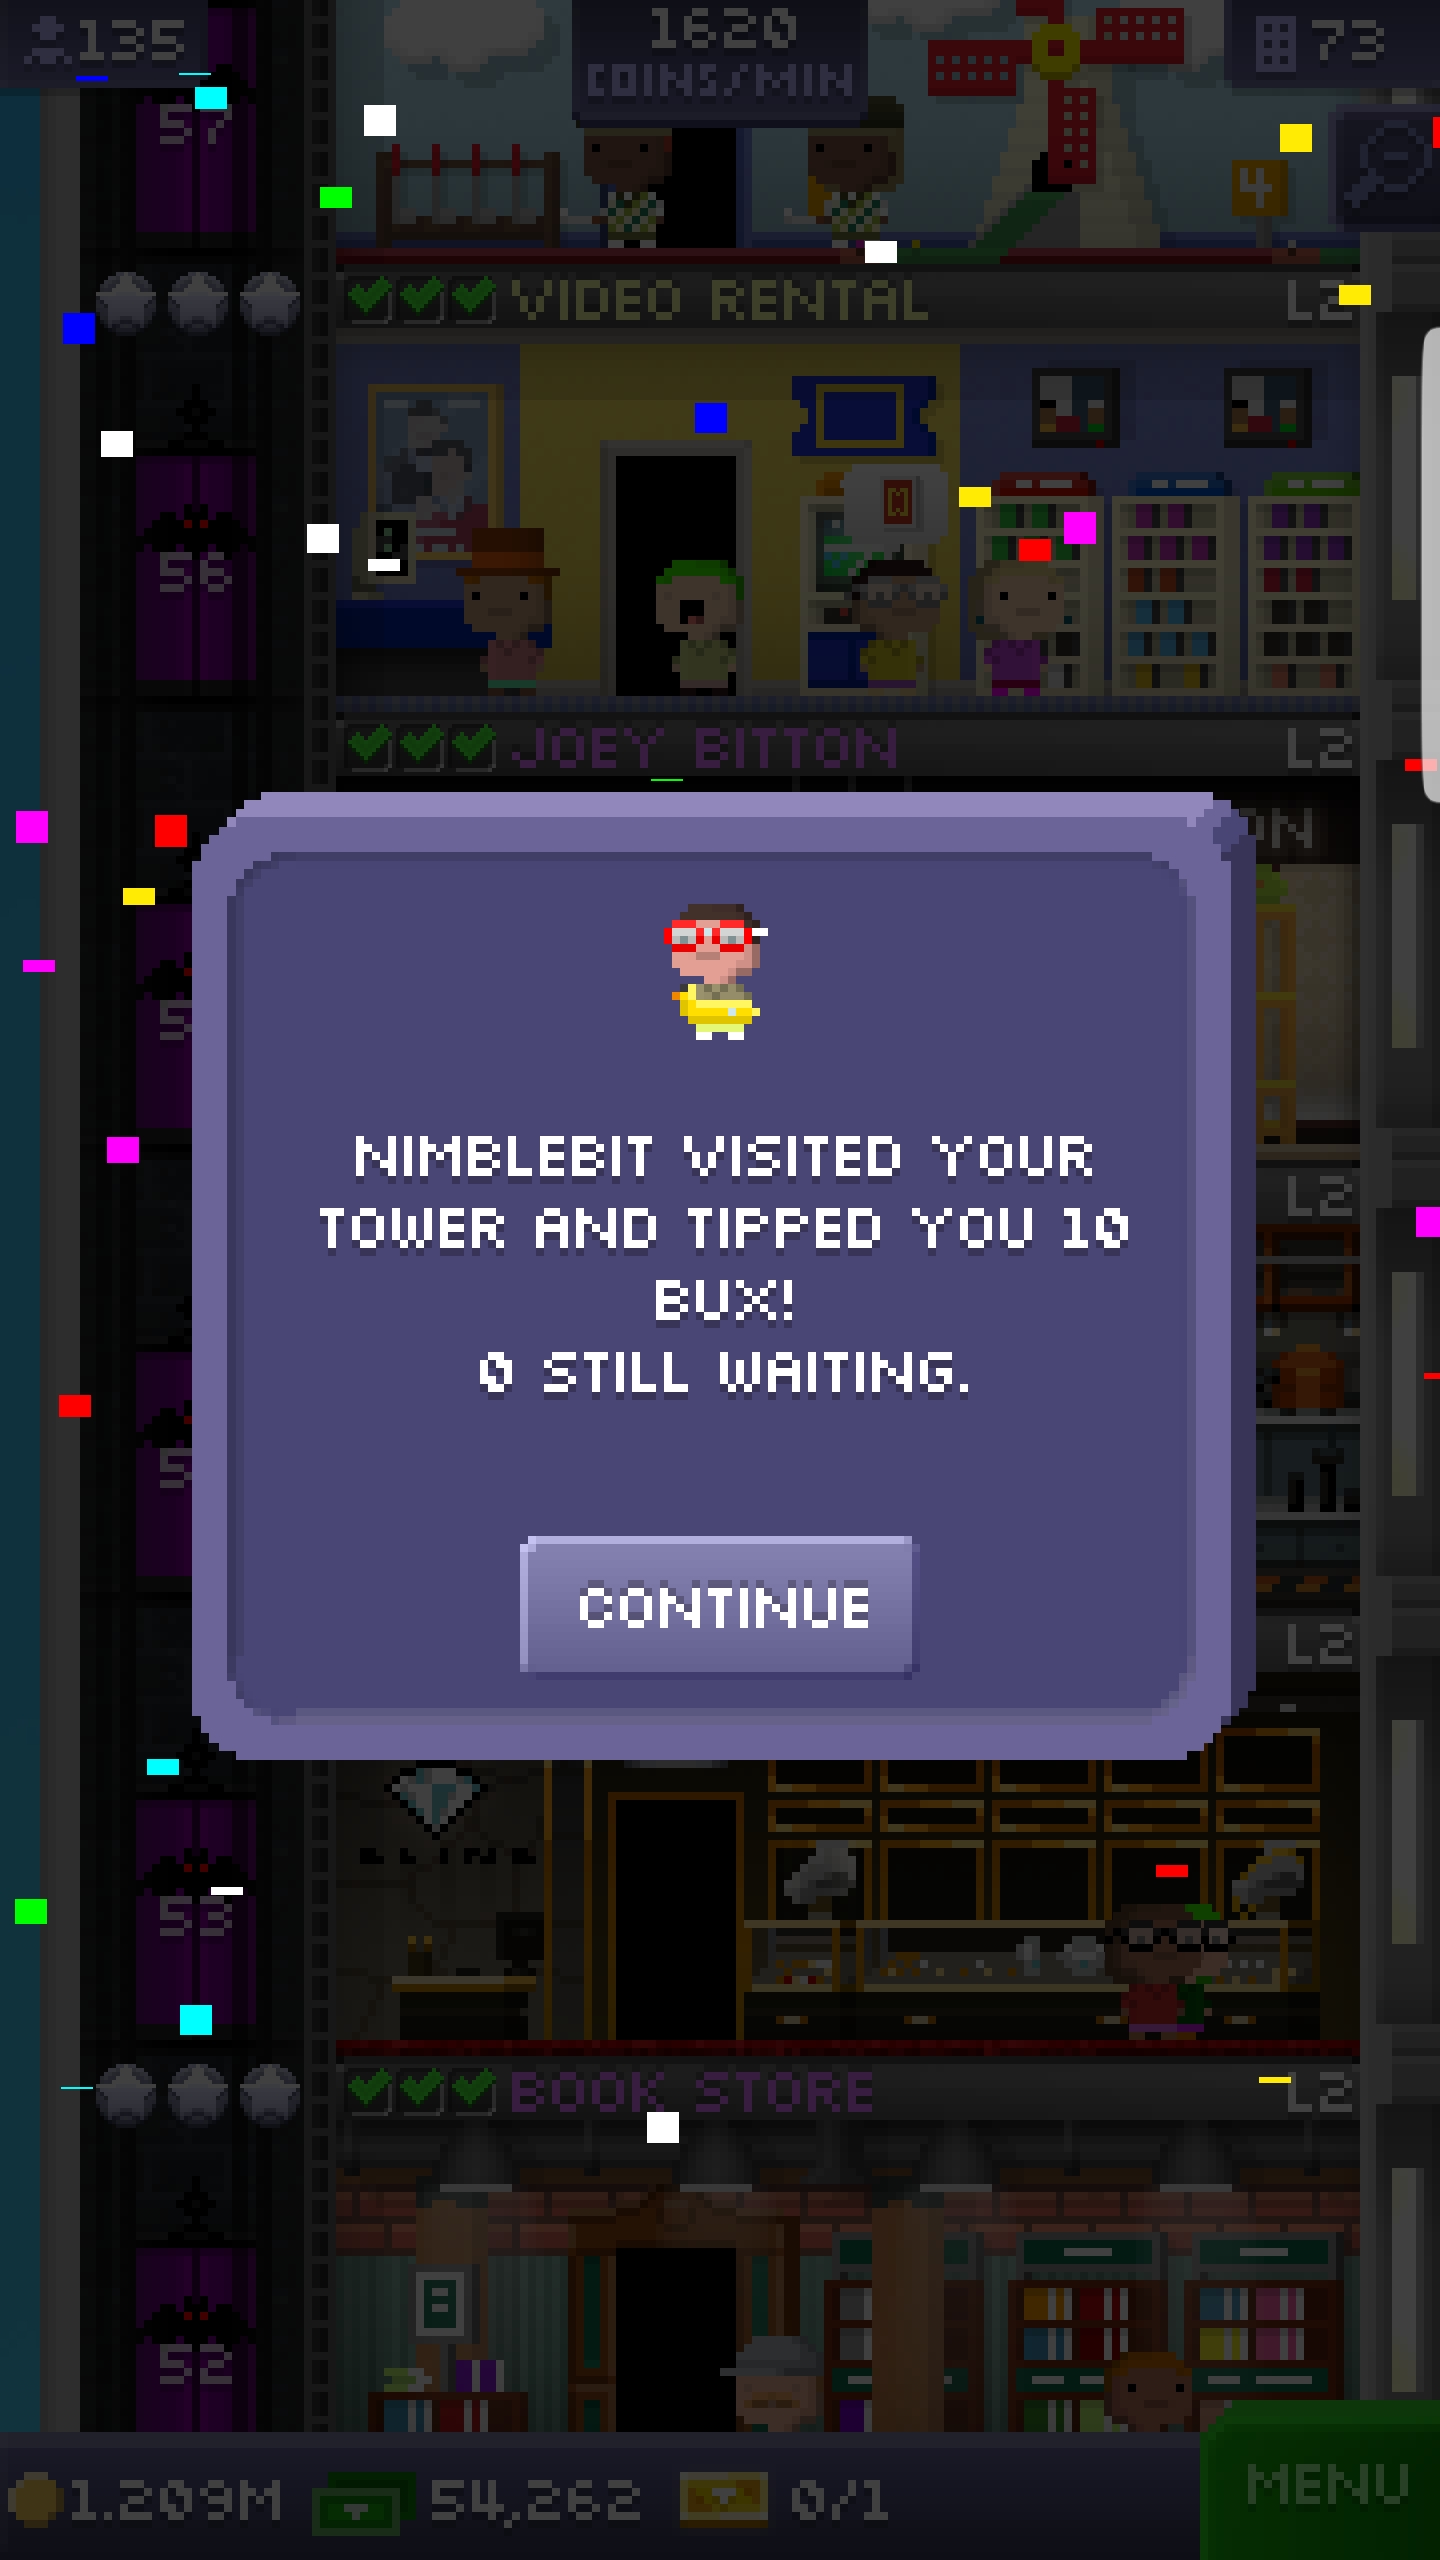 135
1620
COINS/MIN
73
57
4
VIDEO RENTAL
L2
56
JOEY BITTON
L2
NIMBLEBIT VISITED YOUR
TOWER AND TIPPED YOU 10
BUX!
0 STILL WAITING.
CONTINUE
L2
L2
BLING
53
BOOK STORE
L2
52
1.209M
54,262
0/1
MENU